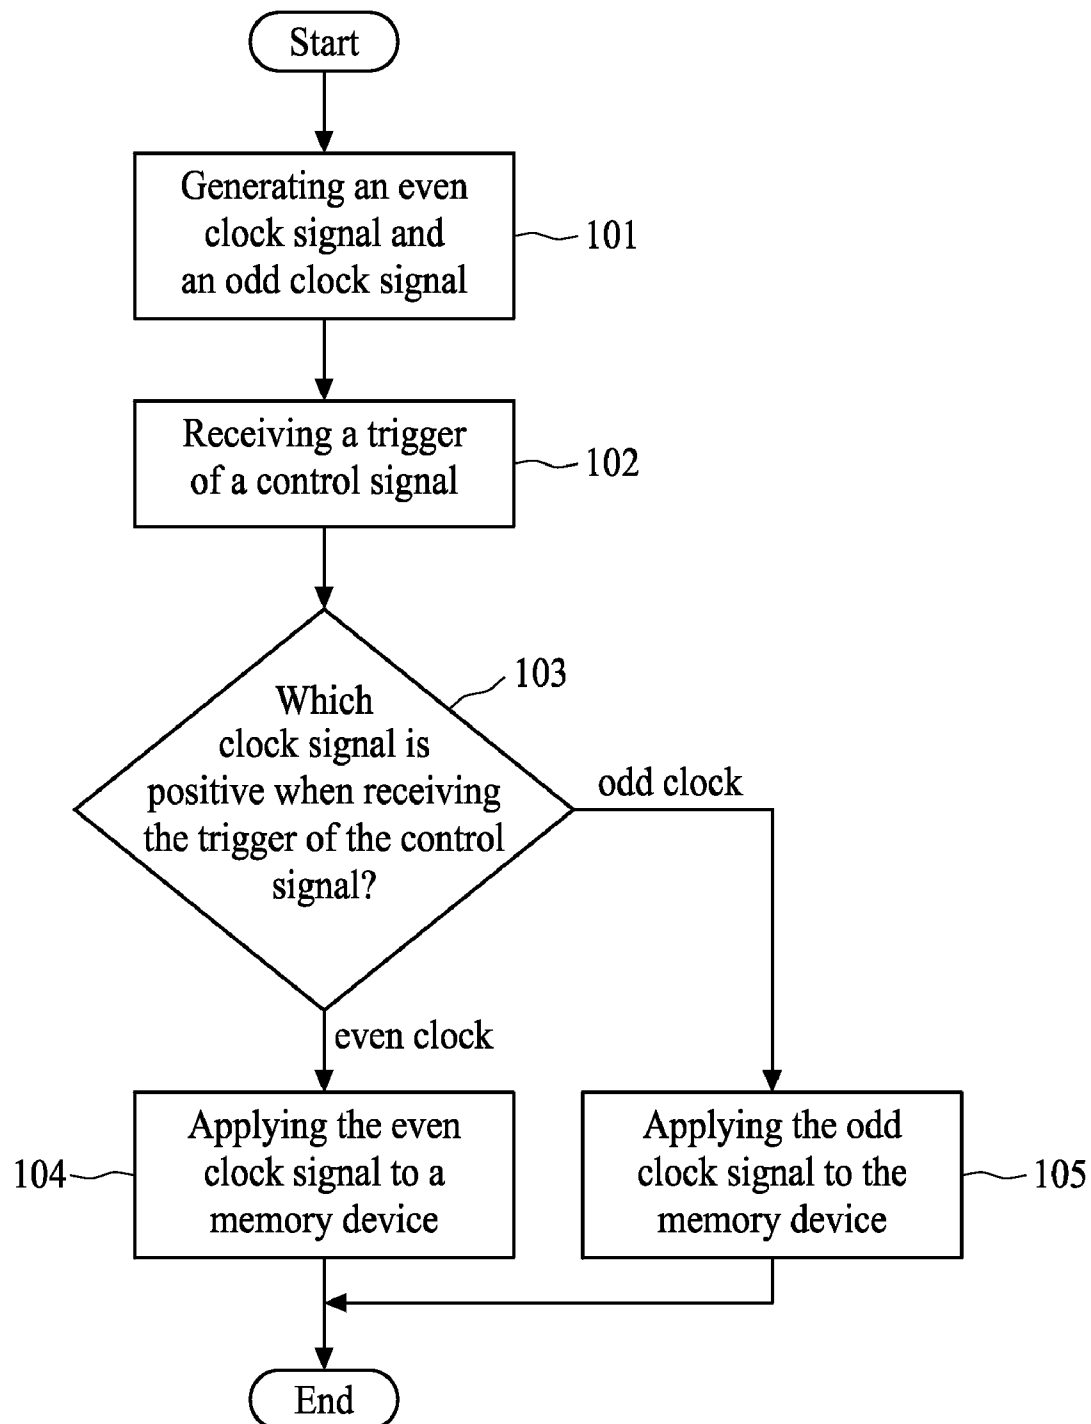 Start
Generating an even
clock signal and
an odd clock signal
101
Receiving a trigger
of a control signal
102
103
Which
clock signal is
positive when receiving
the trigger of the control
signal?
odd clock
even clock
104
Applying the even
clock signal to a
memory device
Applying the odd
clock signal to the
memory device
105
End